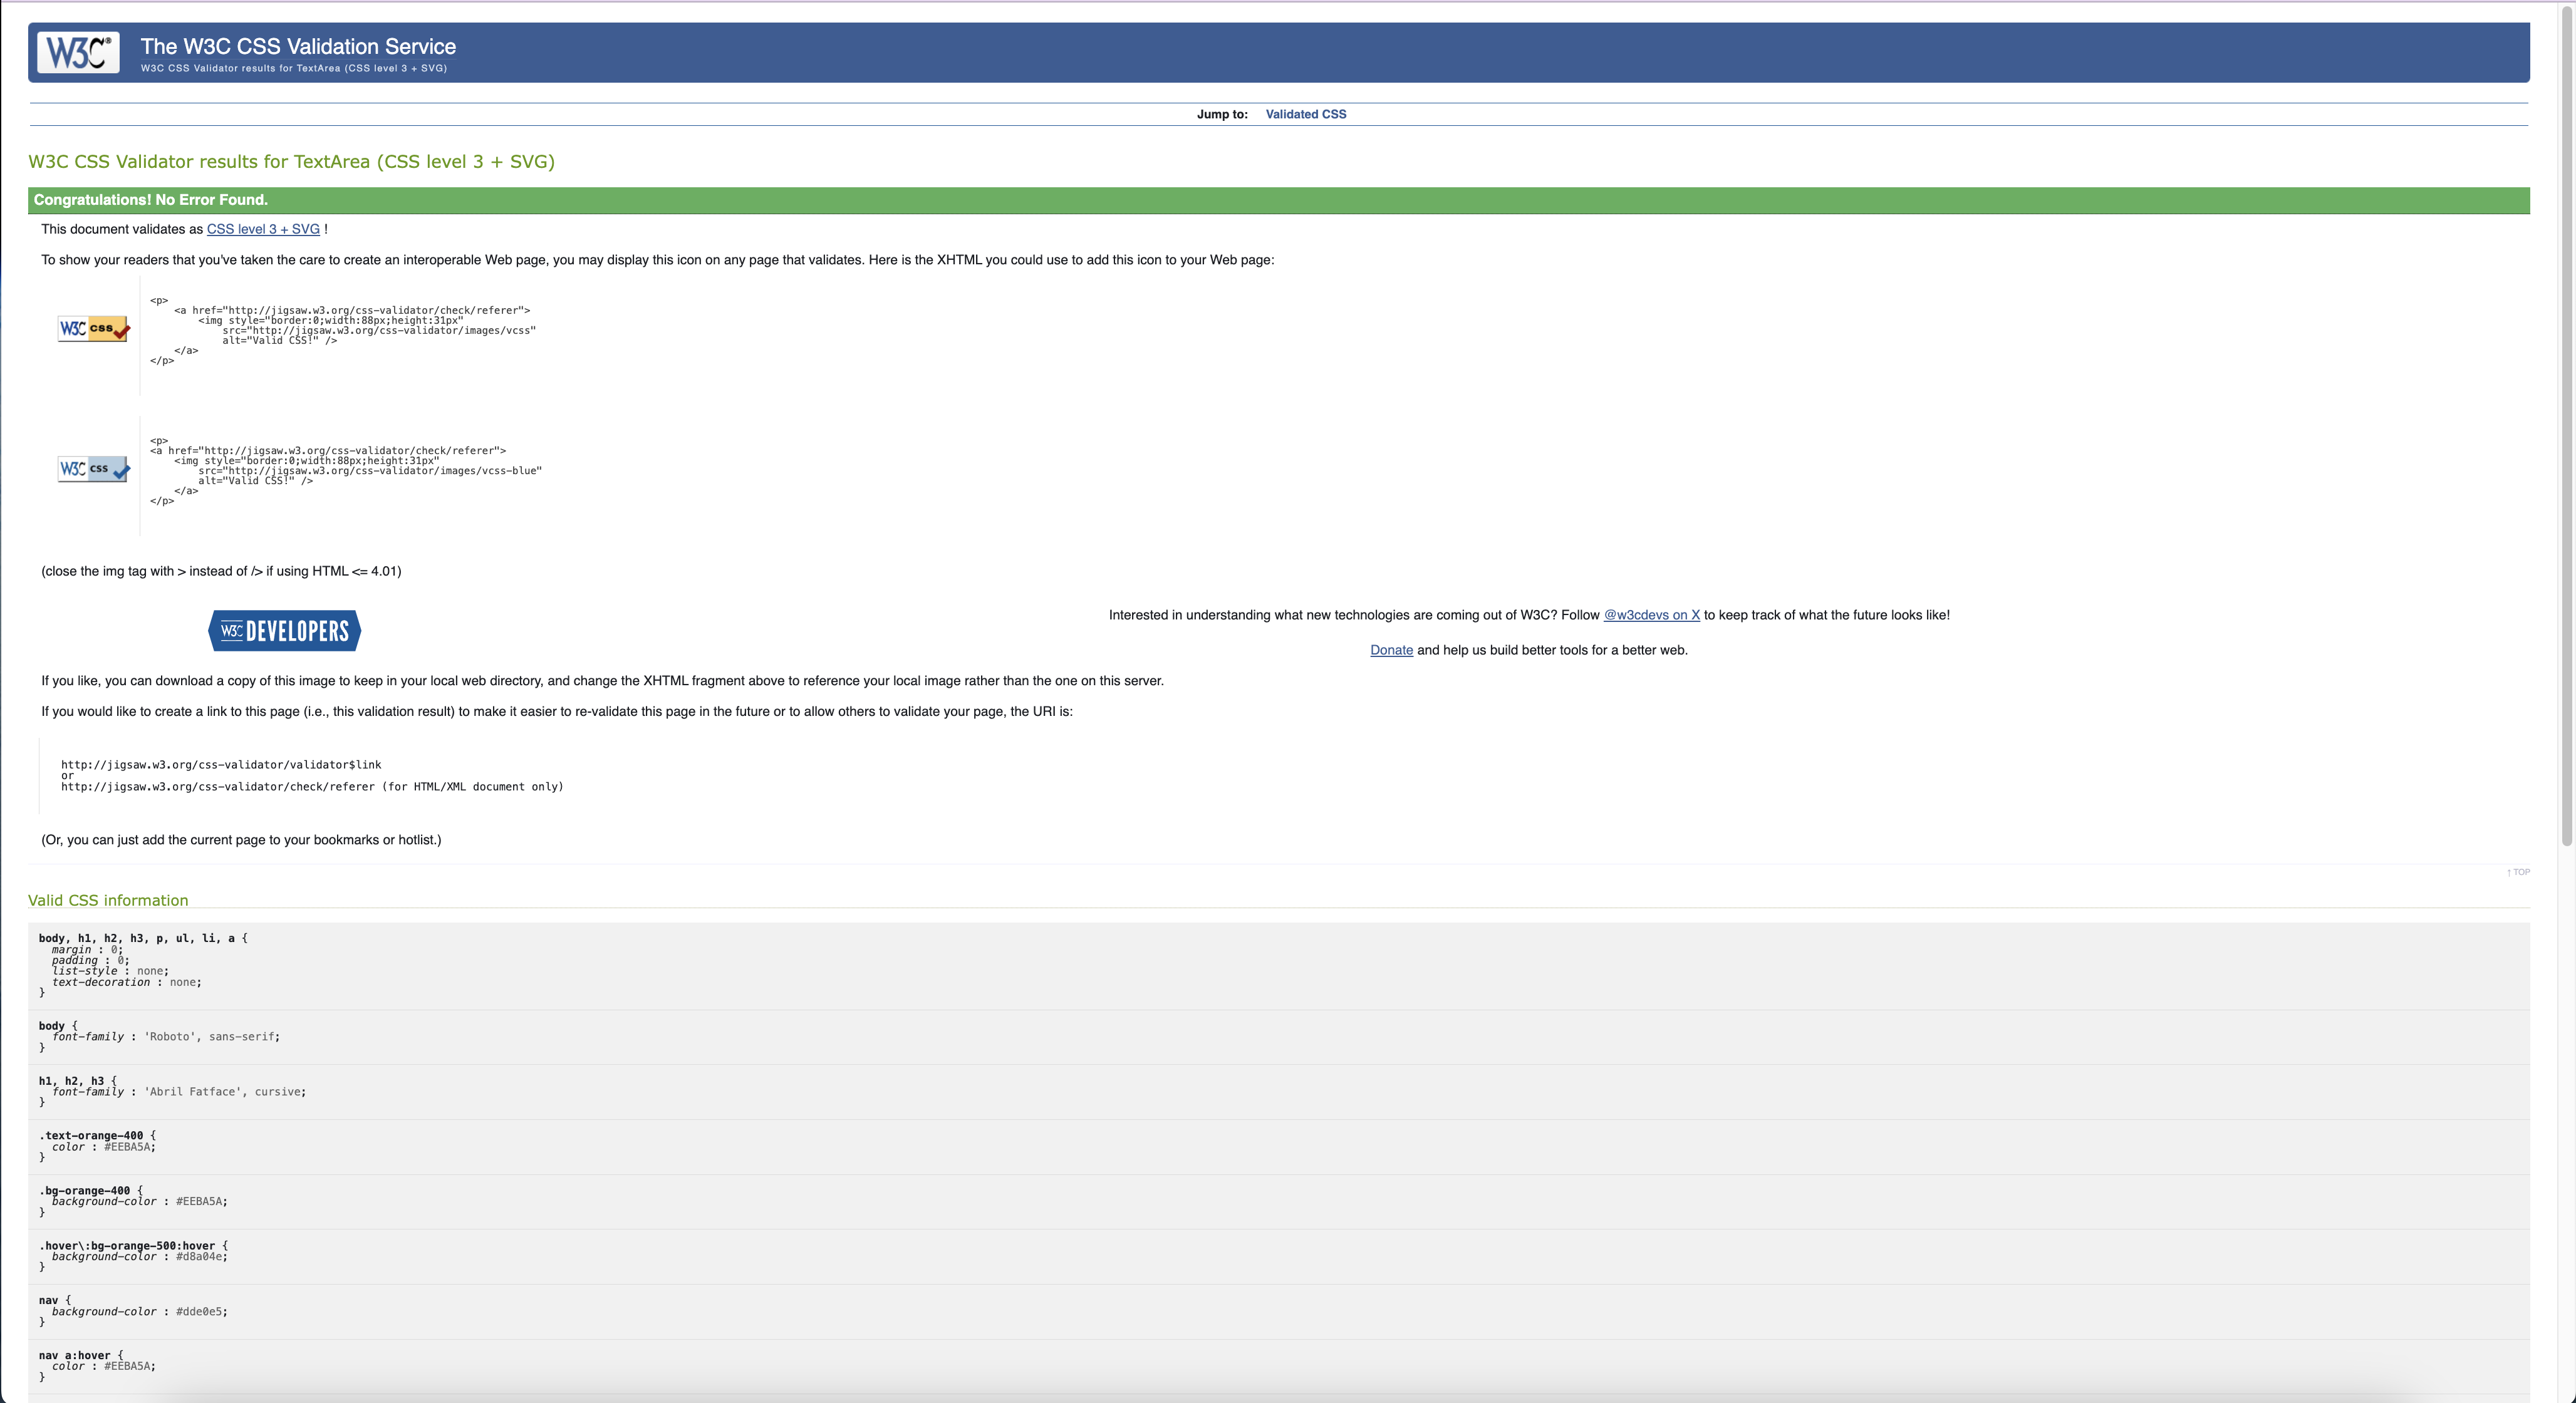 W3C®
The W3C CSS Validation Service
W3C CSS Validator results for TextArea (CSS level 3 + SVG)
Jump to: Validated CSS
W3C CSS Validator results for TextArea (CSS level 3 + SVG)
Congratulations! No Error Found.
This document validates as CSS level 3 + SVG !
To show your readers that you've taken the care to create an interoperable Web page, you may display this icon on any page that validates. Here is the XHTML you could use to add this icon to your Web page:
W3C css
<p>
    <a href="http://jigsaw.w3.org/css-validator/check/referer">
        <img style="border:0;width:88px;height:31px"
            src="http://jigsaw.w3.org/css-validator/images/vcss"
            alt="Valid CSS!" />
    </a>
</p>
W3C css
<p>
<a href="http://jigsaw.w3.org/css-validator/check/referer">
    <img style="border:0;width:88px;height:31px"
        src="http://jigsaw.w3.org/css-validator/images/vcss-blue"
        alt="Valid CSS!" />
    </a>
</p>
(close the img tag with > instead of /> if using HTML <= 4.01)
W3C DEVELOPERS
Interested in understanding what new technologies are coming out of W3C? Follow @w3cdevs on X to keep track of what the future looks like!
Donate and help us build better tools for a better web.
If you like, you can download a copy of this image to keep in your local web directory, and change the XHTML fragment above to reference your local image rather than the one on this server.
If you would like to create a link to this page (i.e., this validation result) to make it easier to re-validate this page in the future or to allow others to validate your page, the URI is:
http://jigsaw.w3.org/css-validator/validator$link
or
http://jigsaw.w3.org/css-validator/check/referer (for HTML/XML document only)
(Or, you can just add the current page to your bookmarks or hotlist.)
↑ TOP
Valid CSS information
body, h1, h2, h3, p, ul, li, a {
  margin : 0;
  padding : 0;
  list-style : none;
  text-decoration : none;
}
body {
  font-family : 'Roboto', sans-serif;
}
h1, h2, h3 {
  font-family : 'Abril Fatface', cursive;
}
.text-orange-400 {
  color : #EEBA5A;
}
.bg-orange-400 {
  background-color : #EEBA5A;
}
.hover\:bg-orange-500:hover {
  background-color : #d8a04e;
}
nav {
  background-color : #dde0e5;
}
nav a:hover {
  color : #EEBA5A;
}